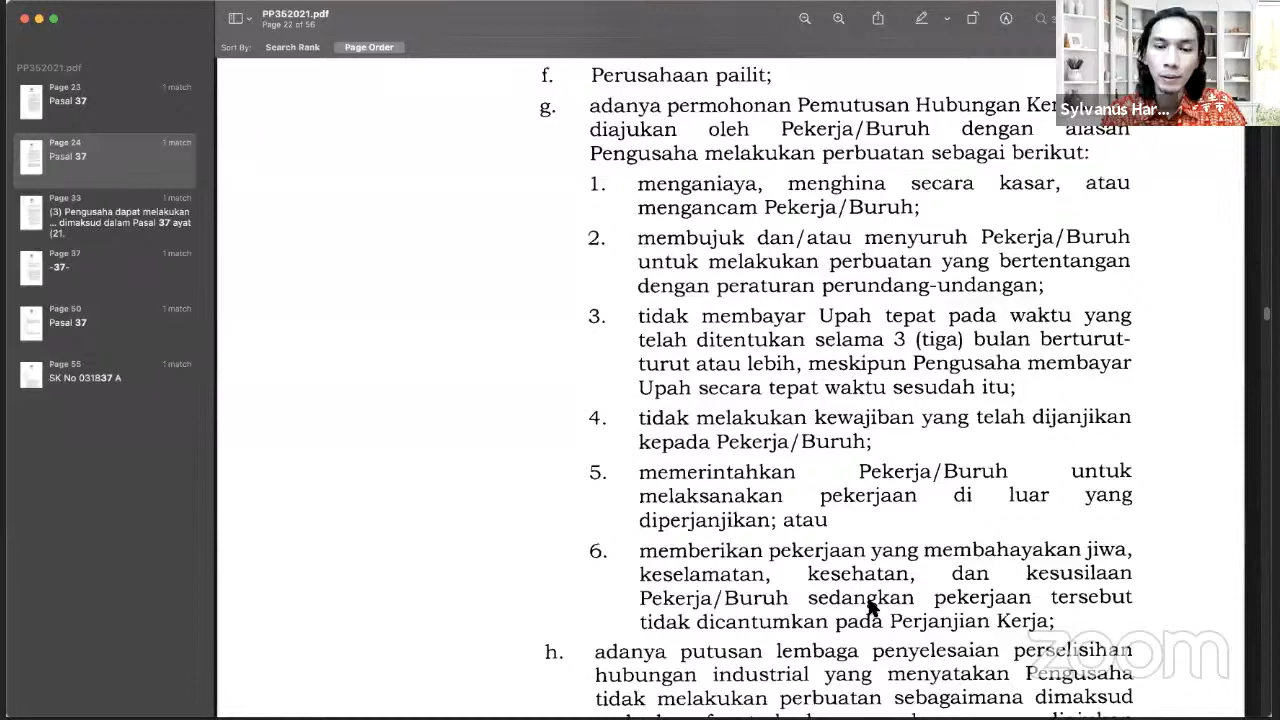 PP352021.pdf
Page 22 of 56
Sort By: Search Rank Page Order
PP352021.pdf
Page 23 1 match
Pasal 37
Page 24 1 match
Pasal 37
Page 33 1 match
(3) Pengusaha dapat melakukan
... dimaksud dalam Pasal 37 ayat
(21.
Page 37 1 match
-37-
Page 50 1 match
Pasal 37
Page 55 1 match
SK No 031837 A
f. Perusahaan pailit;
g. adanya permohonan Pemutusan Hubungan
diajukan oleh Pekerja/Buruh dengan alasan
Pengusaha melakukan perbuatan sebagai berikut:
1. menganiaya, menghina secara kasar, atau
mengancam Pekerja/Buruh;
2. membujuk dan/atau menyuruh Pekerja/Buruh
untuk melakukan perbuatan yang bertentangan
dengan peraturan perundang-undangan;
3. tidak membayar Upah tepat pada waktu yang
telah ditentukan selama 3 (tiga) bulan berturut-
turut atau lebih, meskipun Pengusaha membayar
Upah secara tepat waktu sesudah itu;
4. tidak melakukan kewajiban yang telah dijanjikan
kepada Pekerja/Buruh;
5. memerintahkan Pekerja/Buruh untuk
melaksanakan pekerjaan di luar yang
diperjanjikan; atau
6. memberikan pekerjaan yang membahayakan jiwa,
keselamatan, kesehatan, dan kesusilaan
Pekerja/Buruh sedangkan pekerjaan tersebut
tidak dicantumkan pada Perjanjian Kerja;
h. adanya putusan lembaga penyelesaian perselisihan
hubungan industrial yang menyatakan Pengusaha
tidak melakukan perbuatan sebagaimana dimaksud
Sylvanus Har...
zoom